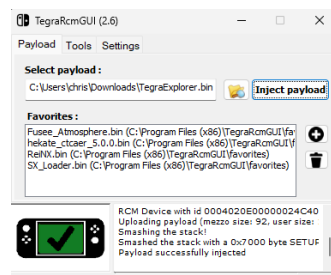 TegraRcmGUI (2.6)
Payload Tools Settings
Select payload :
C:\Users\chris\Downloads\TegraExplorer.bin
Inject payload
Favorites :
Fusee_Atmosphere.bin (C:\Program Files (x86)\TegraRcmGUI\fa
hekate_ctcaer_5.0.0.bin (C:\Program Files (x86)\TegraRcmGUI\f
ReiNX.bin (C:\Program Files (x86)\TegraRcmGUI\favorites)
SX_Loader.bin (C:\Program Files (x86)\TegraRcmGUI\favorites)
RCM Device with id 0004020E00000024C40
Uploading payload (mezzo size: 92, user size:
Smashing the stack!
Smashed the stack with a 0x7000 byte SETUP
Payload successfully injected